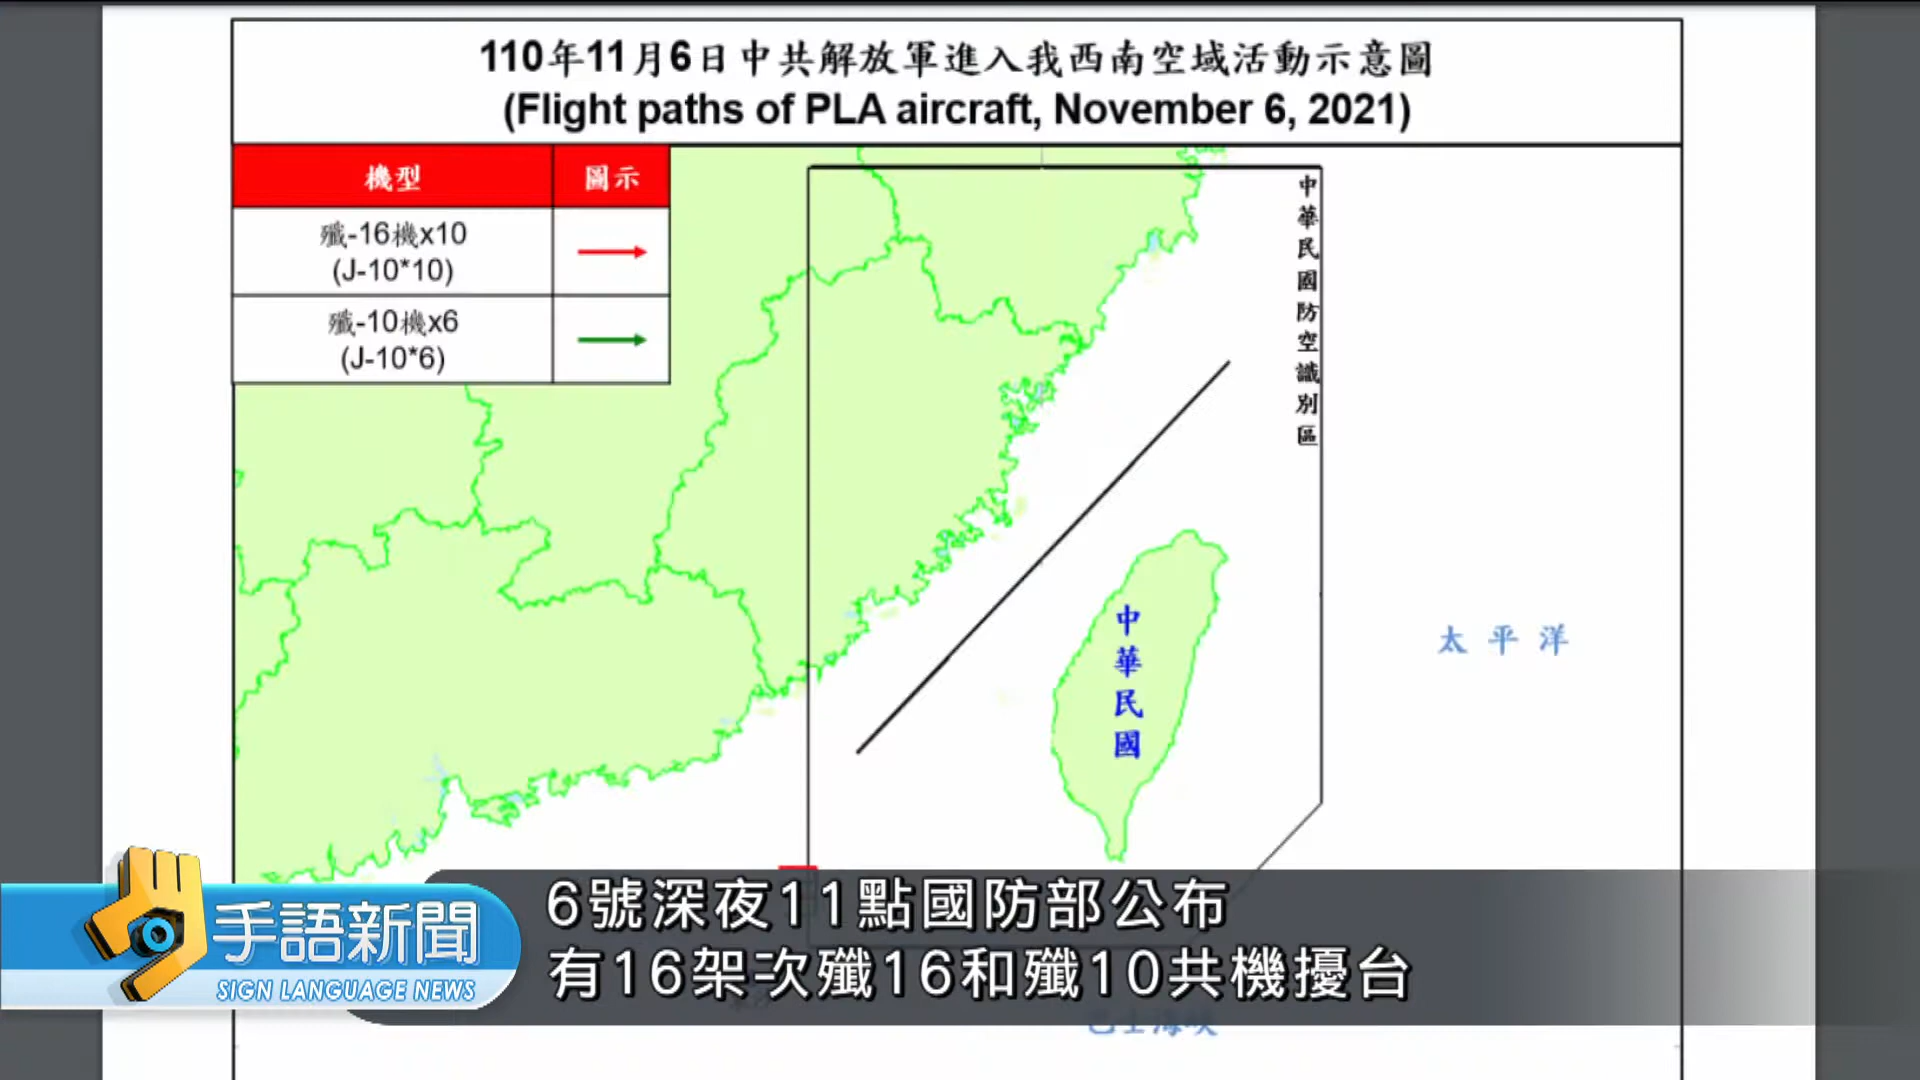 110年11月6日中共解放軍進入我西南空域活動示意圖
(Flight paths of PLA aircraft, November 6, 2021)
機型 圖示
殲-16機x10
(J-10*10)
殲-10機x6
(J-10*6)
中華民國防空識別區
中華民國
太平洋
6號深夜11點國防部公布
有16架次殲16和殲10共機擾台
手語新聞
SIGN LANGUAGE NEWS
巴士海峽